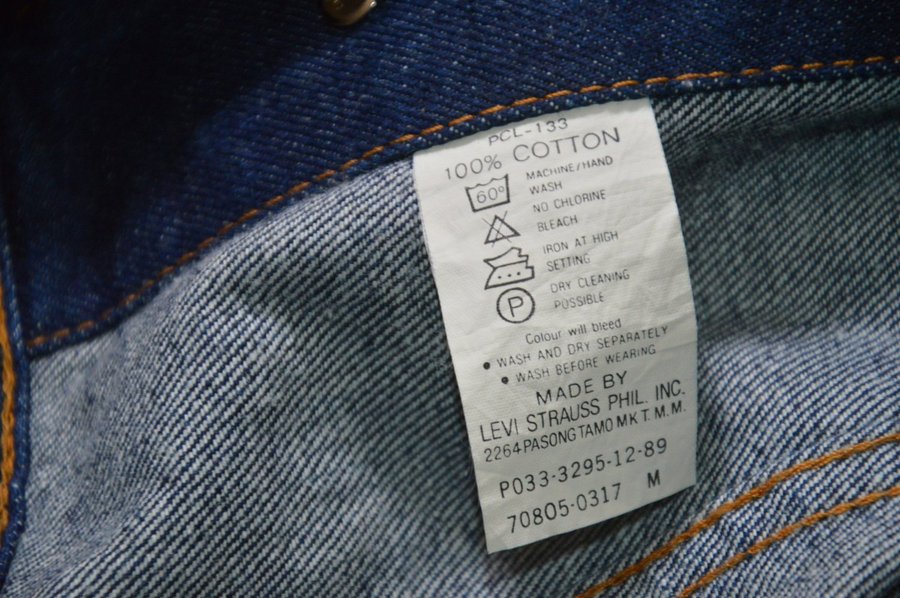 PCL-133
100% COTTON
60°
MACHINE/HAND
WASH
NO CHLORINE
BLEACH
IRON AT HIGH
SETTING
P
DRY CLEANING
POSSIBLE
Colour will bleed
• WASH AND DRY SEPARATELY
• WASH BEFORE WEARING
MADE BY
LEVI STRAUSS PHIL. INC.
2264 PASONG TAMO MK T. M. M.
P033-3295-12-89
70805-0317 M